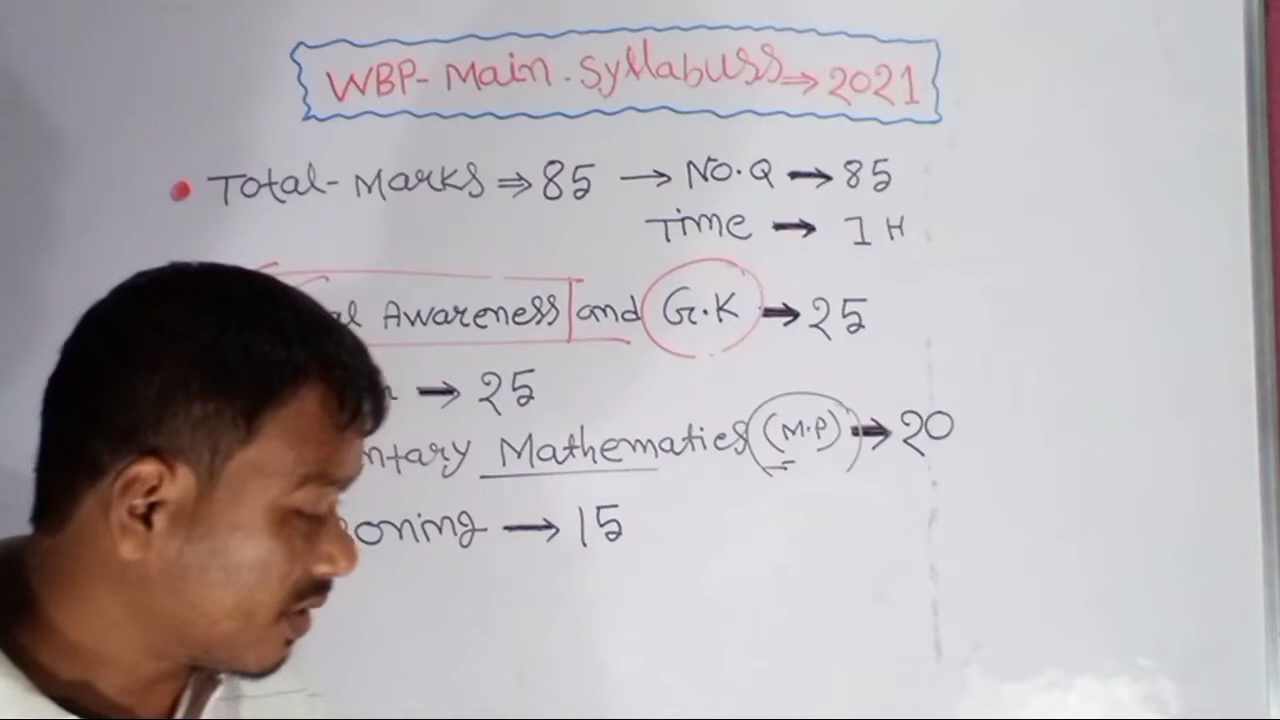 WBP- Main. Syllabuss → 2021
• Total-Marks ⇒ 85 → No.Q → 85
Time → 1 H
Awareness and G.K → 25
→ 25
Mathematics (M.P) → 20
→ 15